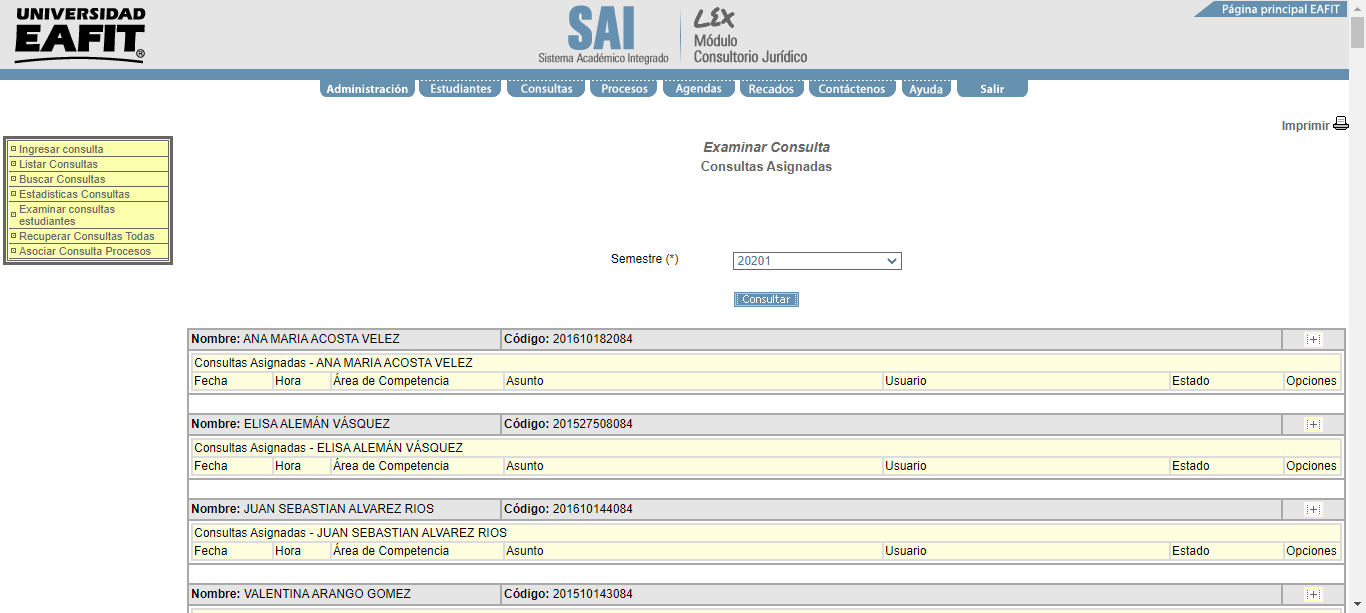 UNIVERSIDAD
EAFIT®
SAI
Sistema Académico Integrado
LEX
Módulo
Consultorio Jurídico
Página principal EAFIT
Administración Estudiantes Consultas Procesos Agendas Recados Contáctenos Ayuda Salir
Imprimir
Ingresar consulta
Listar Consultas
Buscar Consultas
Estadisticas Consultas
Examinar consultas
estudiantes
Recuperar Consultas Todas
Asociar Consulta Procesos
Examinar Consulta
Consultas Asignadas
Semestre (*) 20201
Consultar
Nombre: ANA MARIA ACOSTA VELEZ Código: 201610182084 [+]
Consultas Asignadas - ANA MARIA ACOSTA VELEZ
Fecha Hora Área de Competencia Asunto Usuario Estado Opciones
Nombre: ELISA ALEMÁN VÁSQUEZ Código: 201527508084 [+]
Consultas Asignadas - ELISA ALEMÁN VÁSQUEZ
Fecha Hora Área de Competencia Asunto Usuario Estado Opciones
Nombre: JUAN SEBASTIAN ALVAREZ RIOS Código: 201610144084 [+]
Consultas Asignadas - JUAN SEBASTIAN ALVAREZ RIOS
Fecha Hora Área de Competencia Asunto Usuario Estado Opciones
Nombre: VALENTINA ARANGO GOMEZ Código: 201510143084 [+]